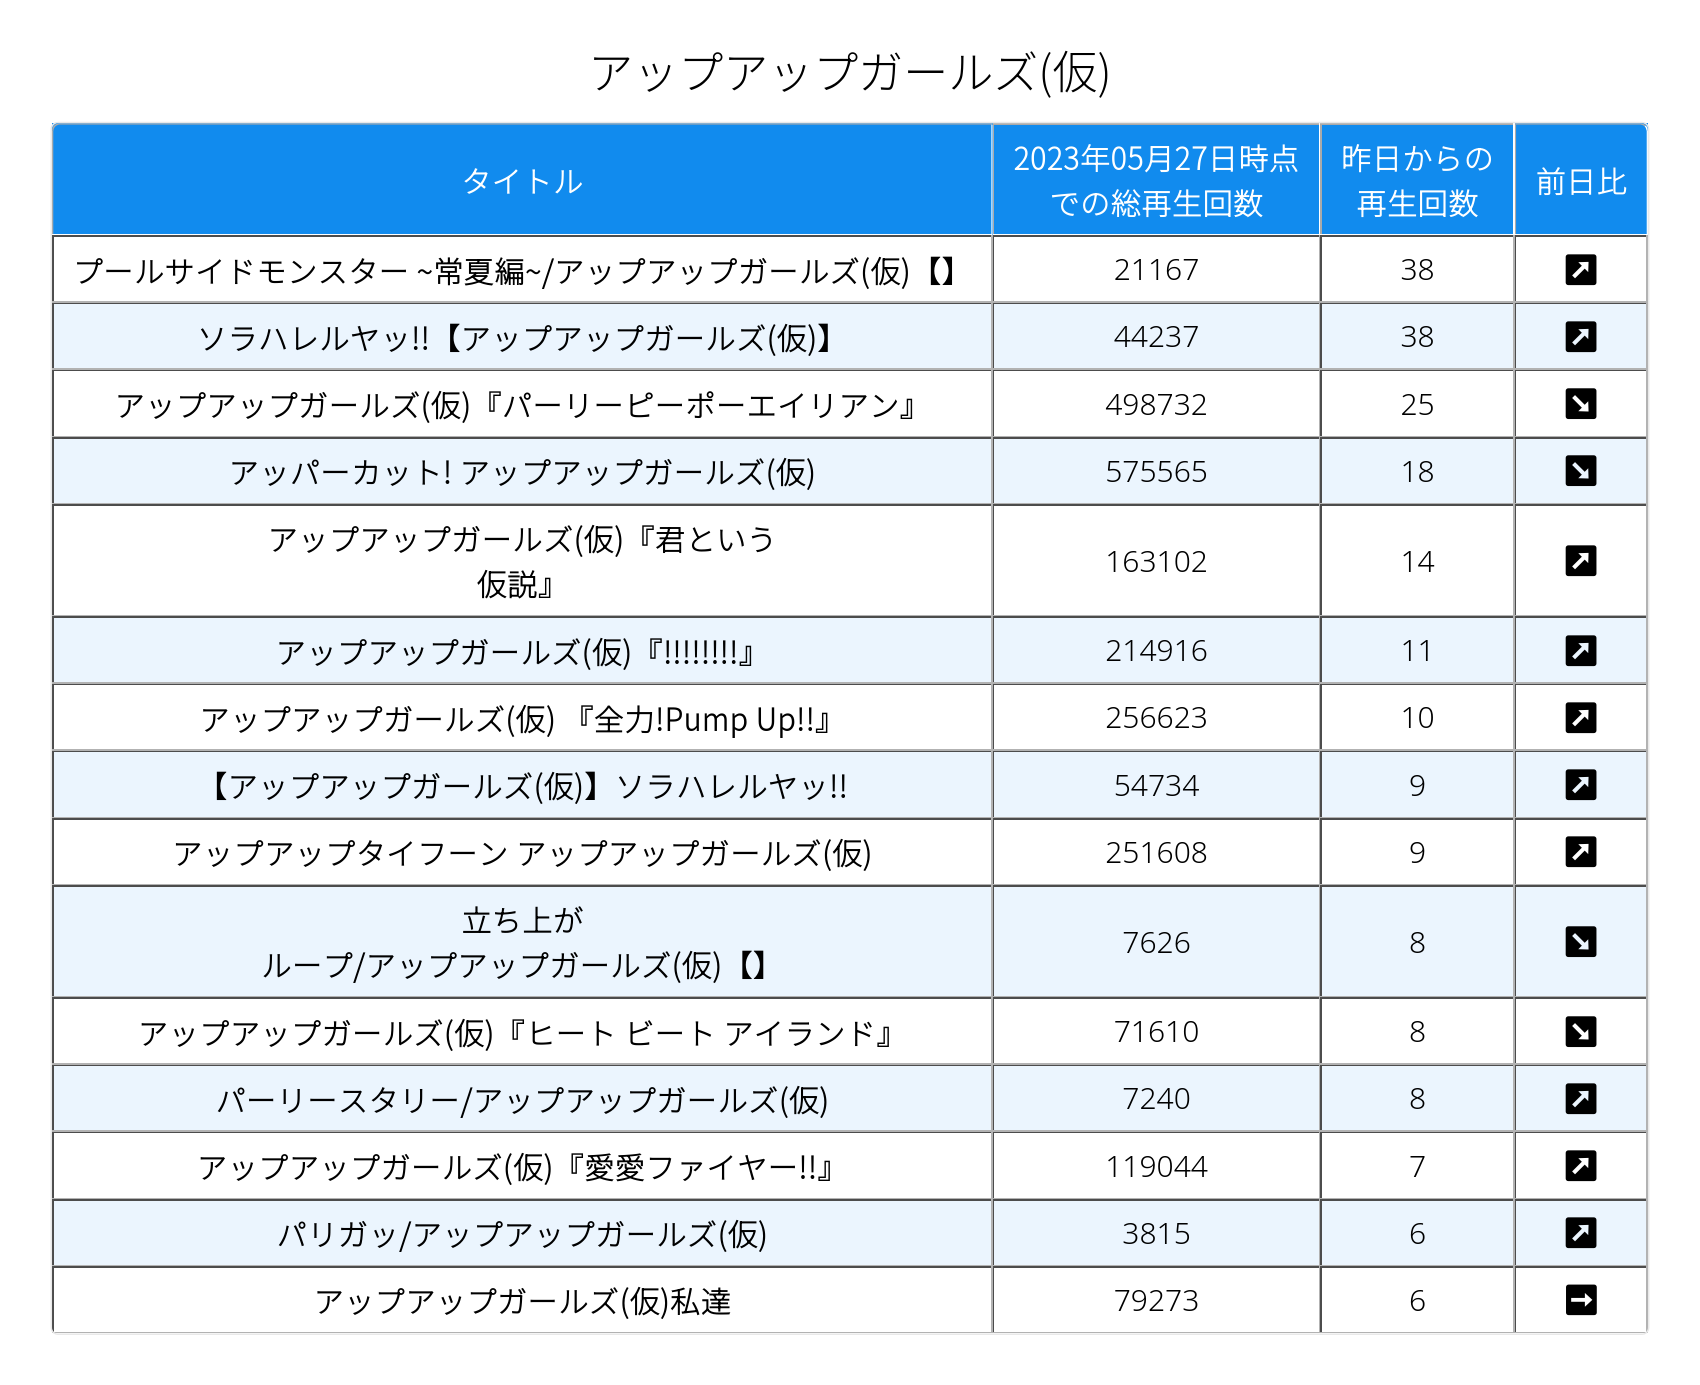 アップアップガールズ(仮)
タイトル
2023年05月27日時点
での総再生回数
昨日からの
再生回数
前日比
プールサイドモンスター ~常夏編~/アップアップガールズ(仮)【】 21167 38 ↗
ソラハレルヤッ!!【アップアップガールズ(仮)】 44237 38 ↗
アップアップガールズ(仮)『パーリーピーポーエイリアン』 498732 25 ↘
アッパーカット! アップアップガールズ(仮) 575565 18 ↘
アップアップガールズ(仮)『君という
仮説』 163102 14 ↗
アップアップガールズ(仮)『!!!!!!!!』 214916 11 ↗
アップアップガールズ(仮) 『全力!Pump Up!!』 256623 10 ↗
【アップアップガールズ(仮)】ソラハレルヤッ!! 54734 9 ↗
アップアップタイフーン アップアップガールズ(仮) 251608 9 ↗
立ち上が
ループ/アップアップガールズ(仮)【】 7626 8 ↘
アップアップガールズ(仮)『ヒート ビート アイランド』 71610 8 ↘
パーリースタリー/アップアップガールズ(仮) 7240 8 ↗
アップアップガールズ(仮)『愛愛ファイヤー!!』 119044 7 ↗
パリガッ/アップアップガールズ(仮) 3815 6 ↗
アップアップガールズ(仮)私達 79273 6 →